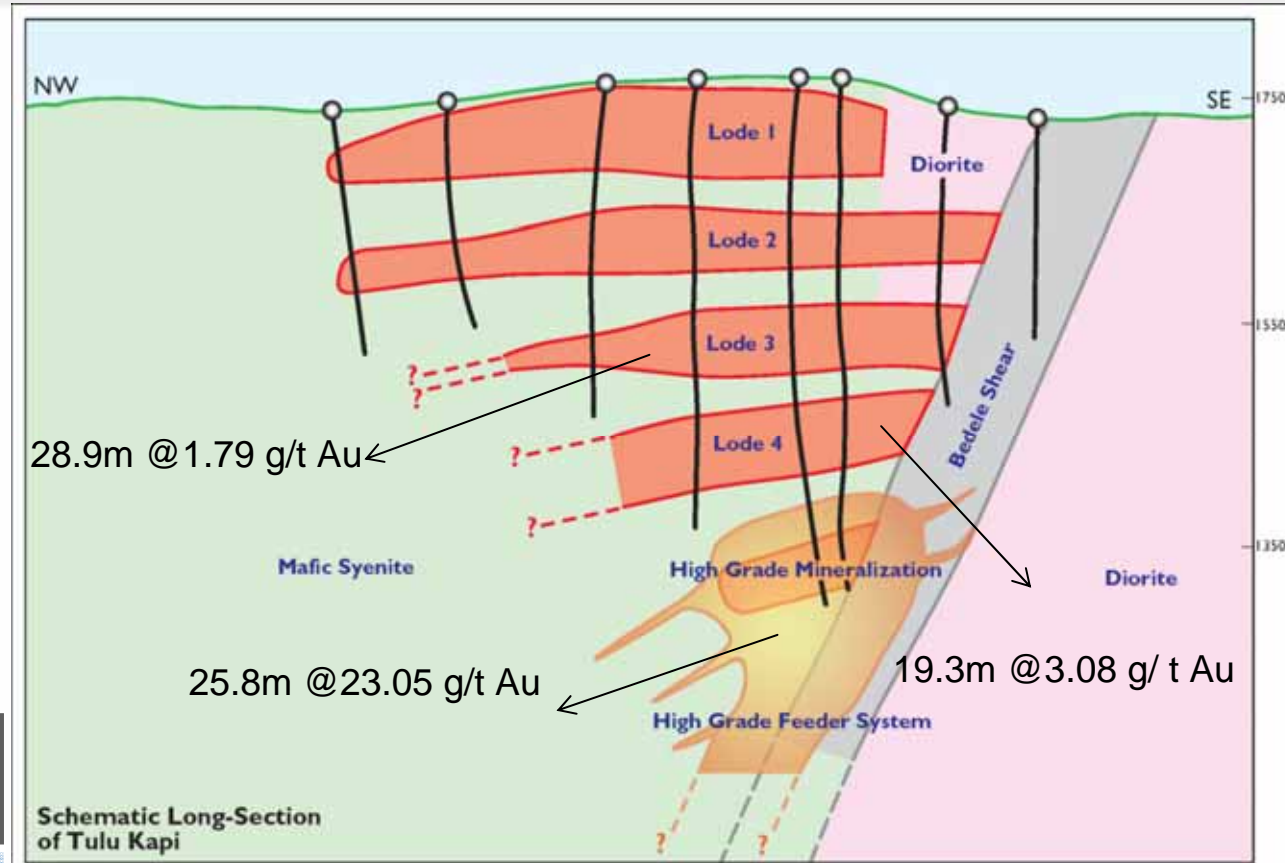 NW
SE
1750
Lode 1
Diorite
Lode 2
1550
Lode 3
Bedele Shear
?
?
28.9m @1.79 g/t Au
Lode 4
?
?
1350
Mafic Syenite
High Grade Mineralization
Diorite
19.3m @3.08 g/ t Au
25.8m @23.05 g/t Au
High Grade Feeder System
Schematic Long-Section
of Tulu Kapi
?
?